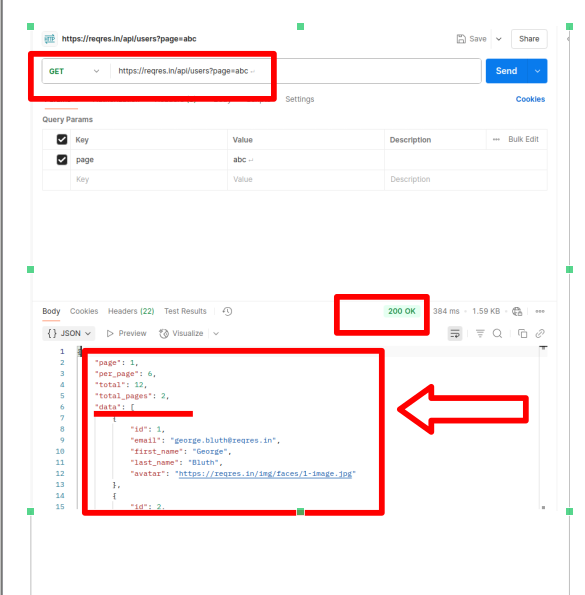 HTTP https://reqres.in/api/users?page=abc Save Share
GET https://reqres.in/api/users?page=abc ↵ Send
Settings Cookies
Query Params
Key Value Description Bulk Edit
page abc ↵
Key Value Description
Body Cookies Headers (22) Test Results 200 OK 384 ms 1.59 KB
{} JSON Preview Visualize
1
2 "page": 1,
3 "per_page": 6,
4 "total": 12,
5 "total_pages": 2,
6 "data": [
7 {
8 "id": 1,
9 "email": "george.bluth@reqres.in",
10 "first_name": "George",
11 "last_name": "Bluth",
12 "avatar": "https://reqres.in/img/faces/1-image.jpg"
13 },
14 {
15 "id": 2,